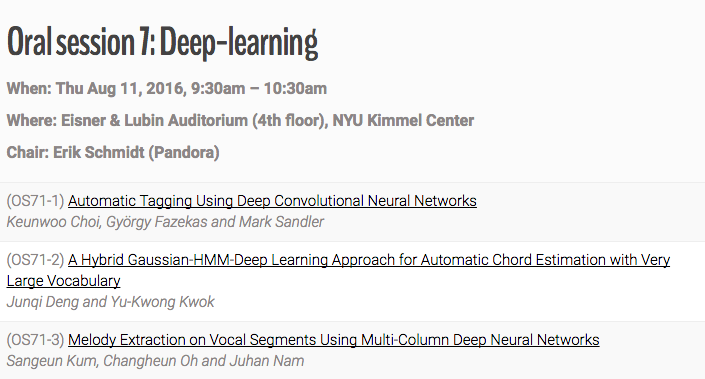 Oral session 7: Deep-learning
When: Thu Aug 11, 2016, 9:30am – 10:30am
Where: Eisner & Lubin Auditorium (4th floor), NYU Kimmel Center
Chair: Erik Schmidt (Pandora)
(OS71-1) Automatic Tagging Using Deep Convolutional Neural Networks
Keunwoo Choi, György Fazekas and Mark Sandler
(OS71-2) A Hybrid Gaussian-HMM-Deep Learning Approach for Automatic Chord Estimation with Very
Large Vocabulary
Junqi Deng and Yu-Kwong Kwok
(OS71-3) Melody Extraction on Vocal Segments Using Multi-Column Deep Neural Networks
Sangeun Kum, Changheun Oh and Juhan Nam